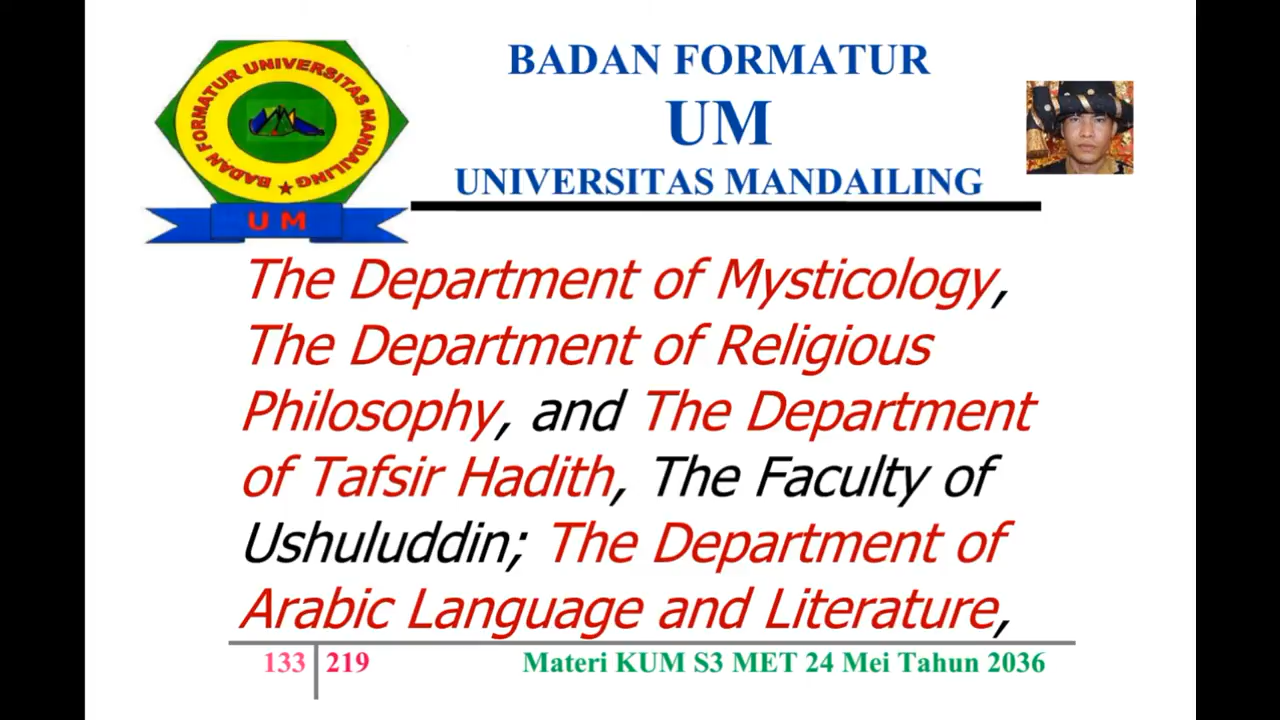 BADAN FORMATUR UNIVERSITAS MANDAILING
U M
BADAN FORMATUR
UM
UNIVERSITAS MANDAILING
The Department of Mysticology,
The Department of Religious
Philosophy, and The Department
of Tafsir Hadith, The Faculty of
Ushuluddin; The Department of
Arabic Language and Literature,
133 219
Materi KUM S3 MET 24 Mei Tahun 2036